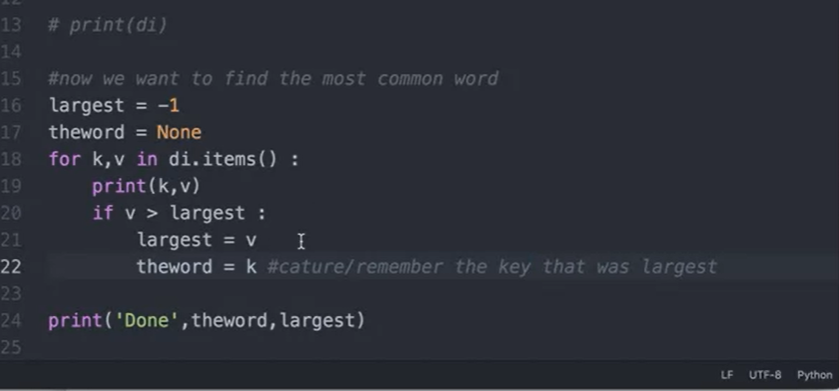 13 # print(di)
14
15 #now we want to find the most common word
16 largest = -1
17 theword = None
18 for k,v in di.items() :
19     print(k,v)
20     if v > largest :
21         largest = v
22         theword = k #cature/remember the key that was largest
23
24 print('Done',theword,largest)
25
LF UTF-8 Python